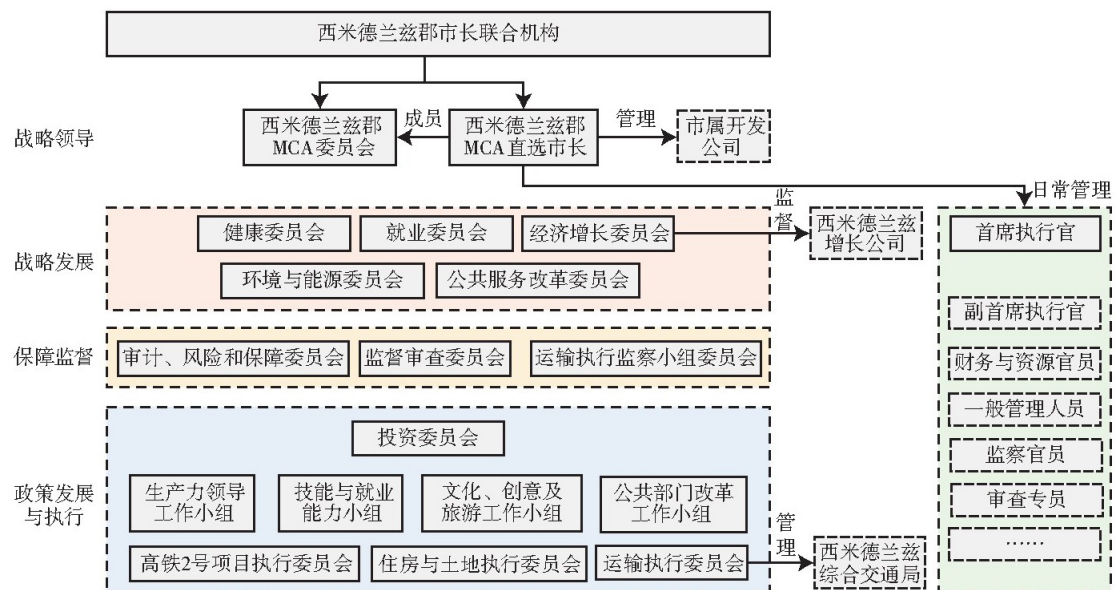 西米德兰兹郡市长联合机构
战略领导
西米德兰兹郡
MCA委员会
成员
西米德兰兹郡
MCA直选市长
管理
市属开发
公司
日常管理
战略发展
健康委员会
就业委员会
经济增长委员会
监
督
西米德兰兹
增长公司
环境与能源委员会
公共服务改革委员会
保障监督
审计、风险和保障委员会
监督审查委员会
运输执行监察小组委员会
政策发展
与执行
投资委员会
生产力领导
工作小组
技能与就业
能力小组
文化、创意及
旅游工作小组
公共部门改革
工作小组
高铁2号项目执行委员会
住房与土地执行委员会
运输执行委员会
管
理
西米德兰兹
综合交通局
首席执行官
副首席执行官
财务与资源官员
一般管理人员
监察官员
审查专员
……